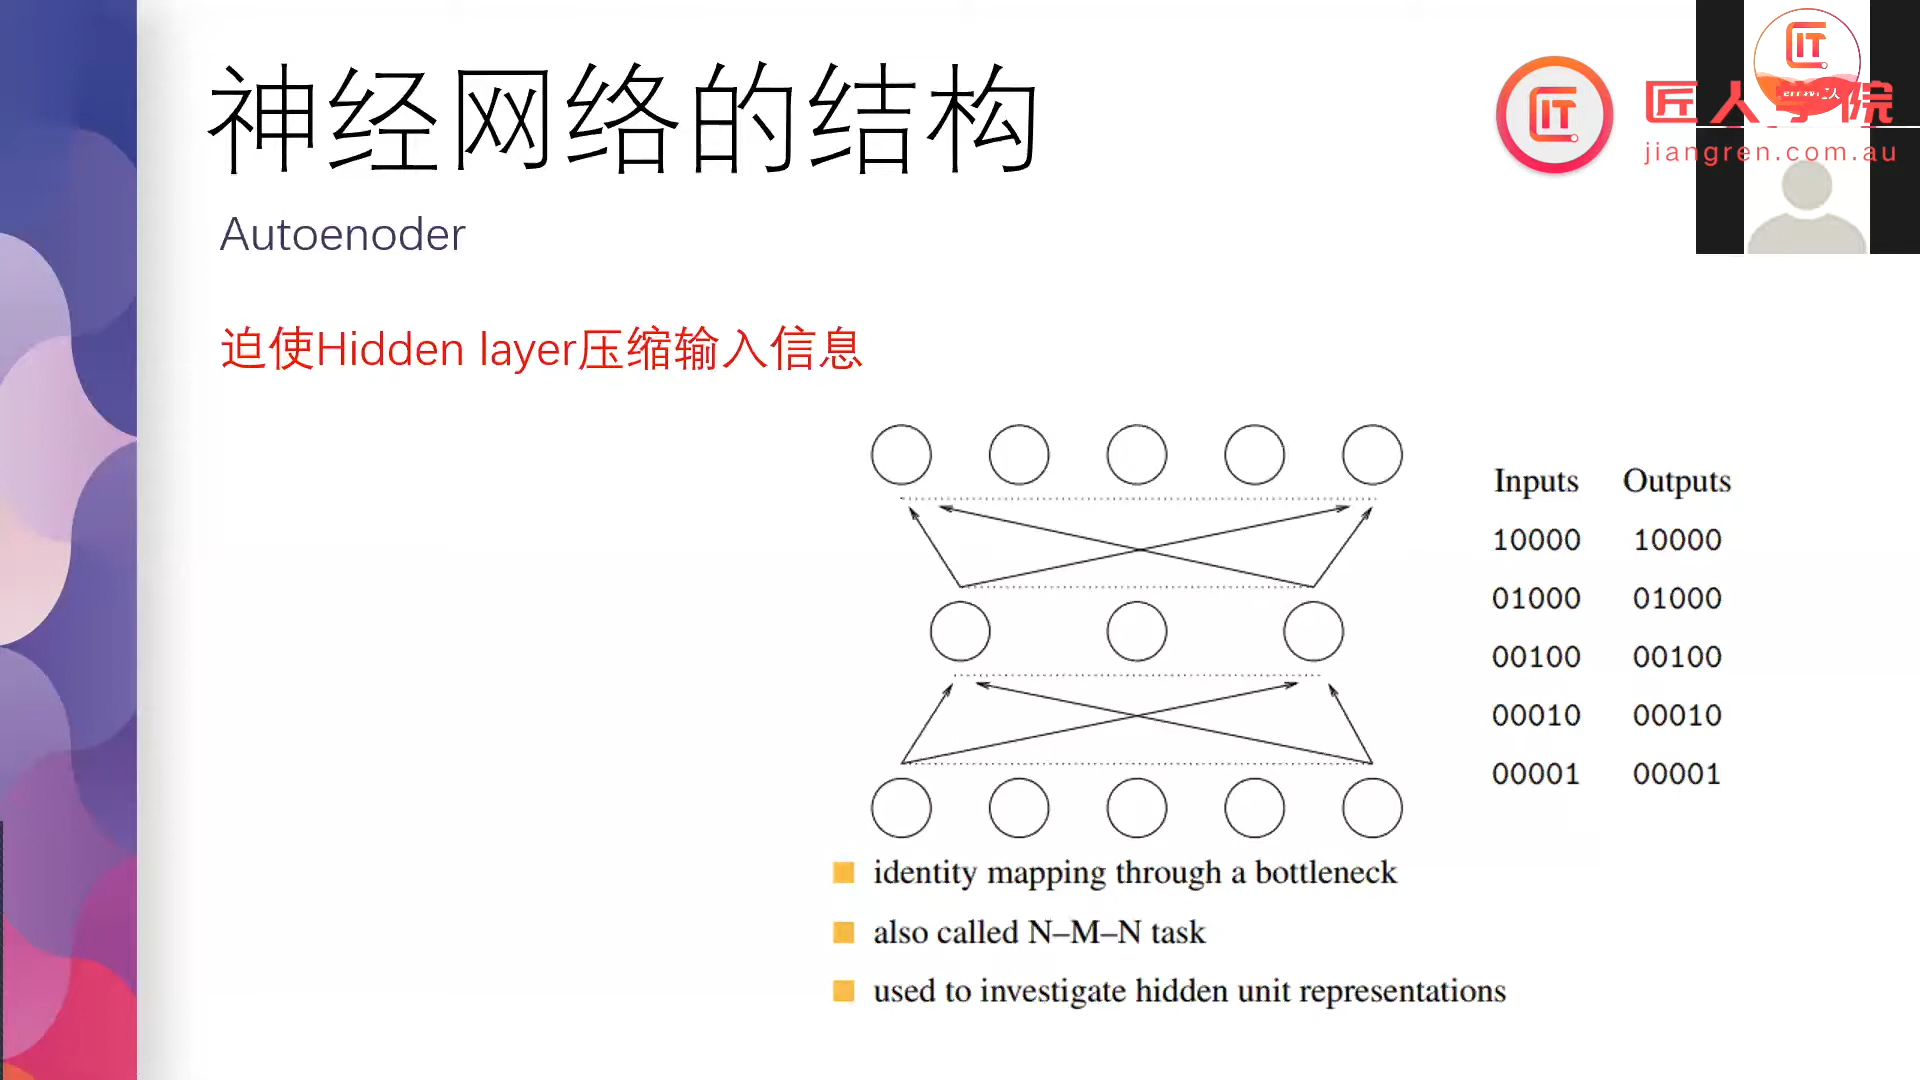 神经网络的结构
Autoenoder
迫使Hidden layer压缩输入信息
匠人学院
jiangren.com.au
Inputs Outputs
10000 10000
01000 01000
00100 00100
00010 00010
00001 00001
identity mapping through a bottleneck
also called N–M–N task
used to investigate hidden unit representations